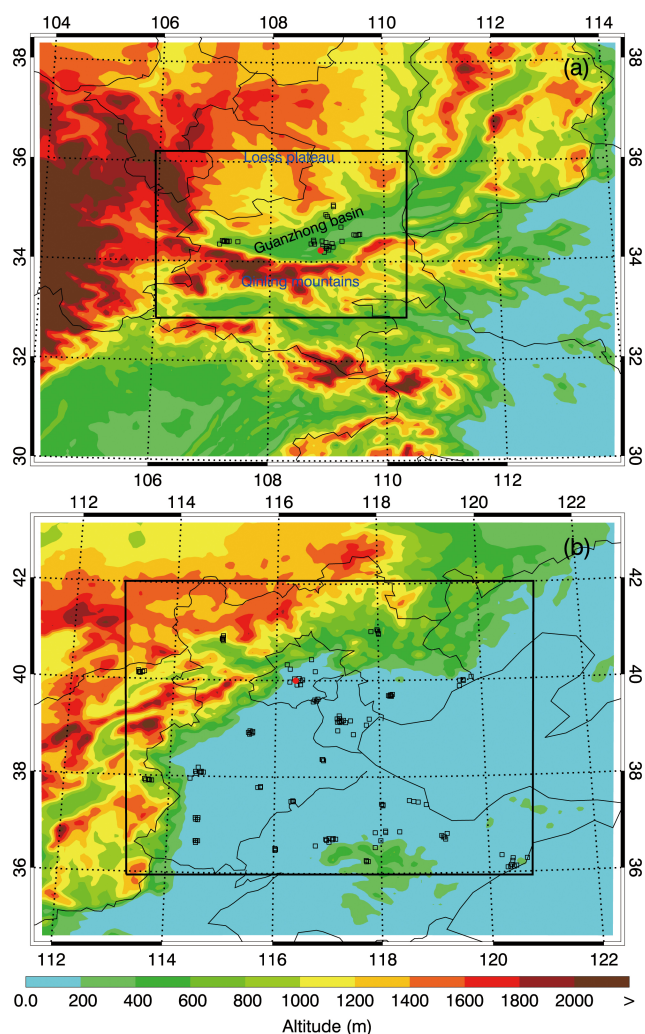 104 106 108 110 112 114
(a)
38 38
36 36
Loess plateau
Guanzhong basin
34 34
Qinling mountains
32 32
30 30
106 108 110 112
112 114 116 118 120 122
(b)
42 42
40 40
38 38
36 36
112 114 116 118 120 122
0.0 200 400 600 800 1000 1200 1400 1600 1800 2000 >
Altitude (m)